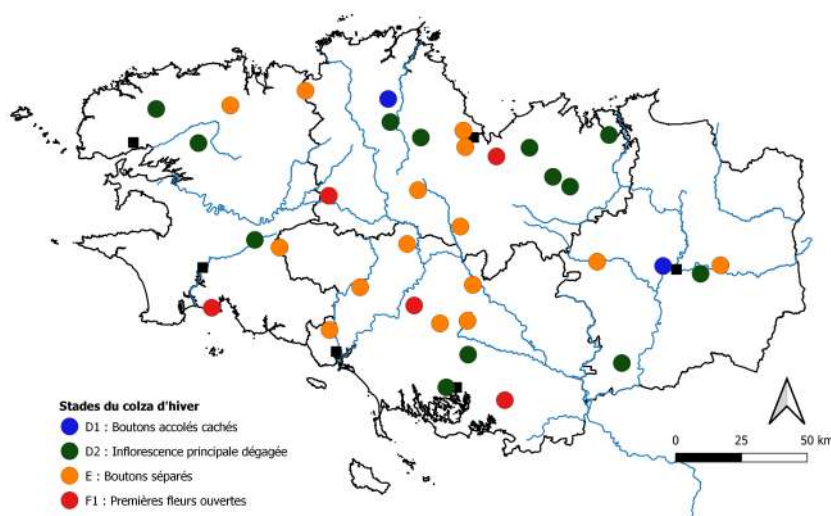 Stades du colza d'hiver
D1 : Boutons accolés cachés
D2 : Inflorescence principale dégagée
E : Boutons séparés
F1 : Premières fleurs ouvertes
0 25 50 km